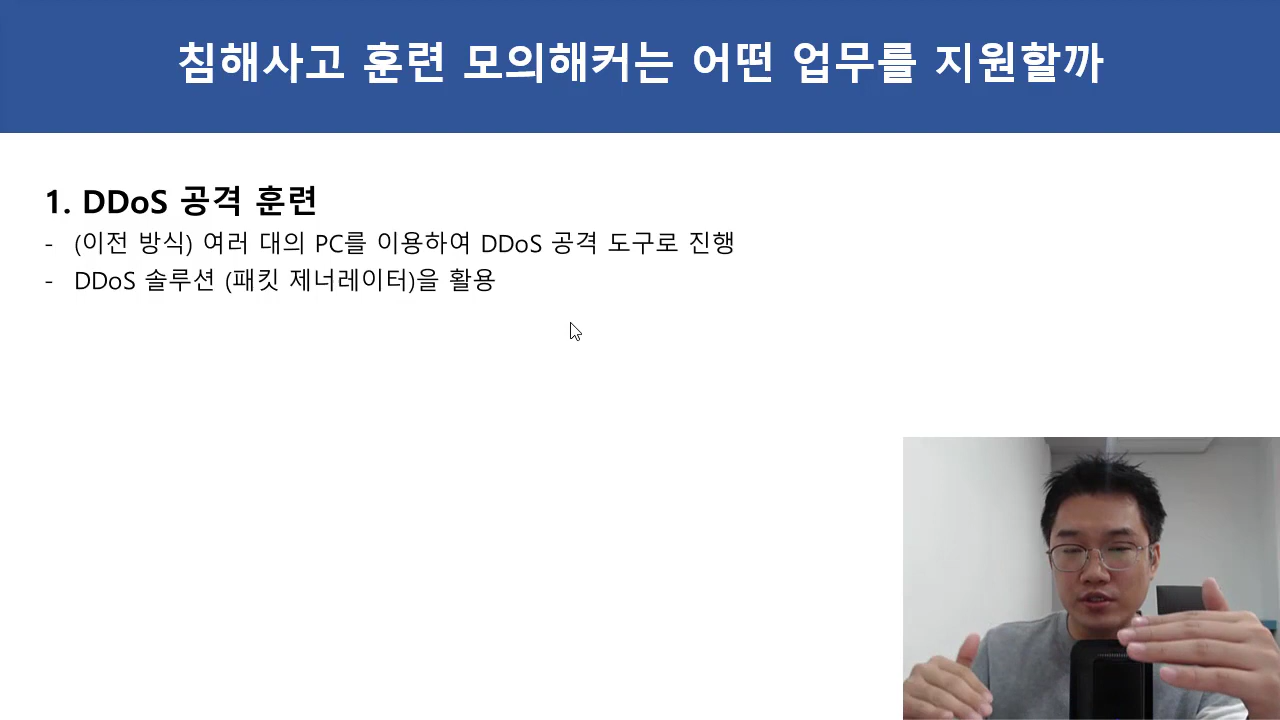 침해사고 훈련 모의해커는 어떤 업무를 지원할까
1. DDoS 공격 훈련
- (이전 방식) 여러 대의 PC를 이용하여 DDoS 공격 도구로 진행
- DDoS 솔루션 (패킷 제너레이터)을 활용